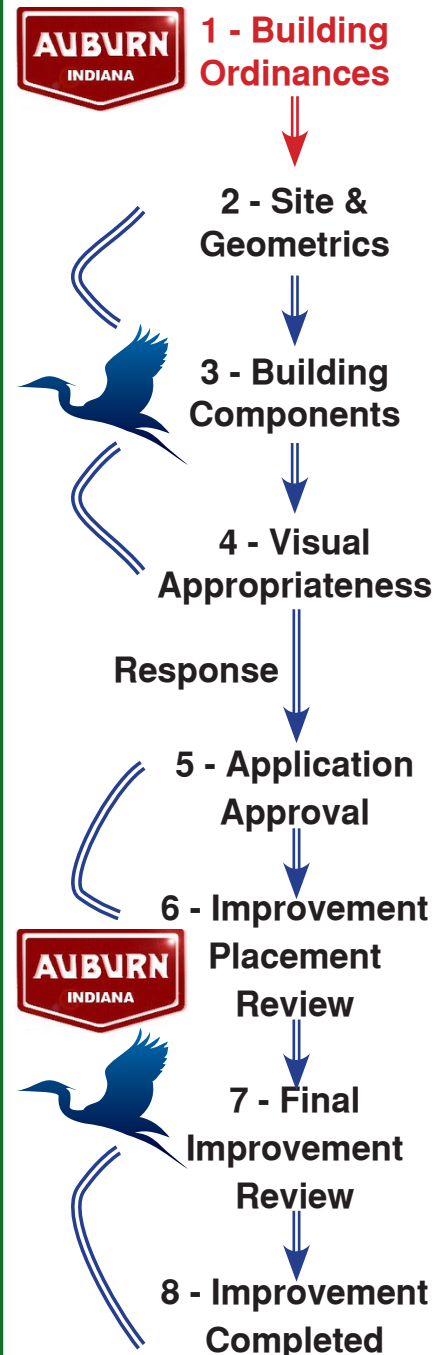 AUBURN
INDIANA
1 - Building
Ordinances
2 - Site &
Geometrics
3 - Building
Components
4 - Visual
Appropriateness
Response
5 - Application
Approval
6 - Improvement
Placement
Review
AUBURN
INDIANA
7 - Final
Improvement
Review
8 - Improvement
Completed